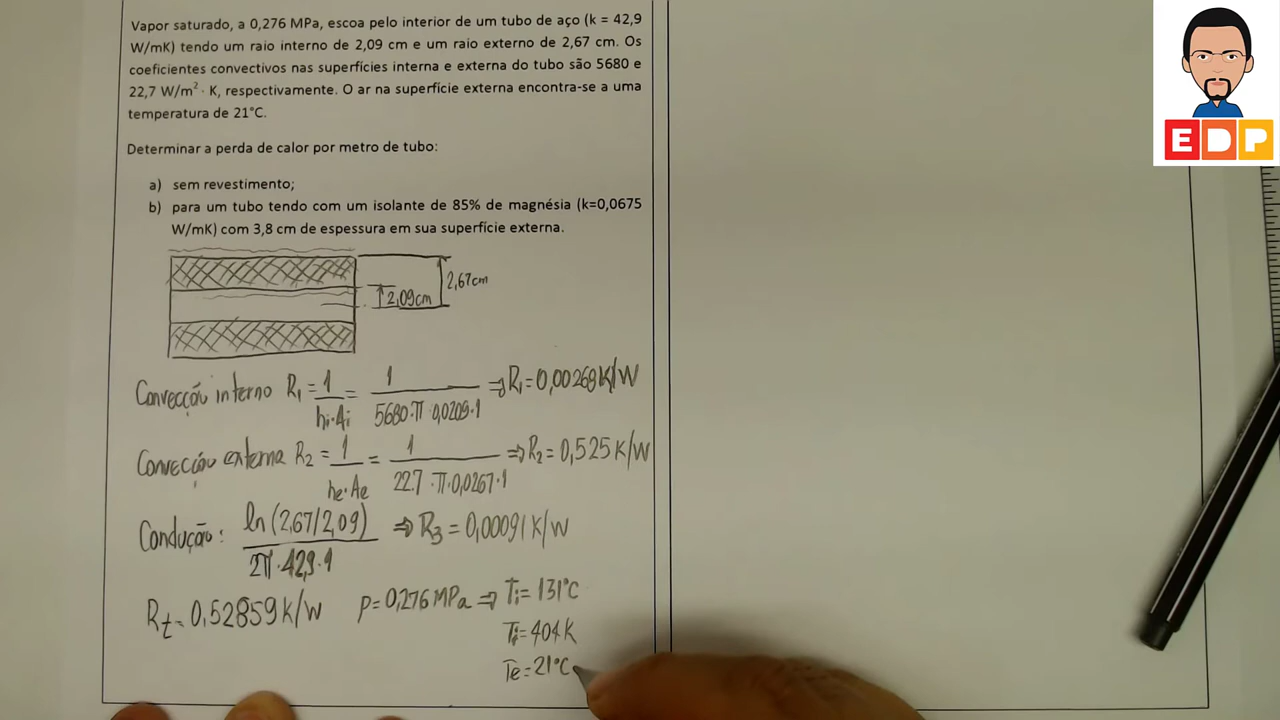 Vapor saturado, a 0,276 MPa, escoa pelo interior de um tubo de aço (k = 42,9
W/mK) tendo um raio interno de 2,09 cm e um raio externo de 2,67 cm. Os
coeficientes convectivos nas superfícies interna e externa do tubo são 5680 e
22,7 W/m² · K, respectivamente. O ar na superfície externa encontra-se a uma
temperatura de 21°C.
Determinar a perda de calor por metro de tubo:
a) sem revestimento;
b) para um tubo tendo com um isolante de 85% de magnésia (k=0,0675
W/mK) com 3,8 cm de espessura em sua superfície externa.
EDP
2,67cm
2,09cm
Convecção interno R₁ = 1/hi·Ai = 1/5680·π·0,0209·1 ⇒ R₁ = 0,00268 K/W
Convecção externa R₂ = 1/he·Ae = 1/22.7·π·0,0267·1 ⇒ R₂ = 0,525 K/W
Condução: ln(2,67/2,09)/2π·42,9·1 ⇒ R₃ = 0,00091 K/W
Rt = 0,52859 K/W P = 0,276 MPa ⇒ Ti = 131°C
Ti = 404 K
Te = 21°C